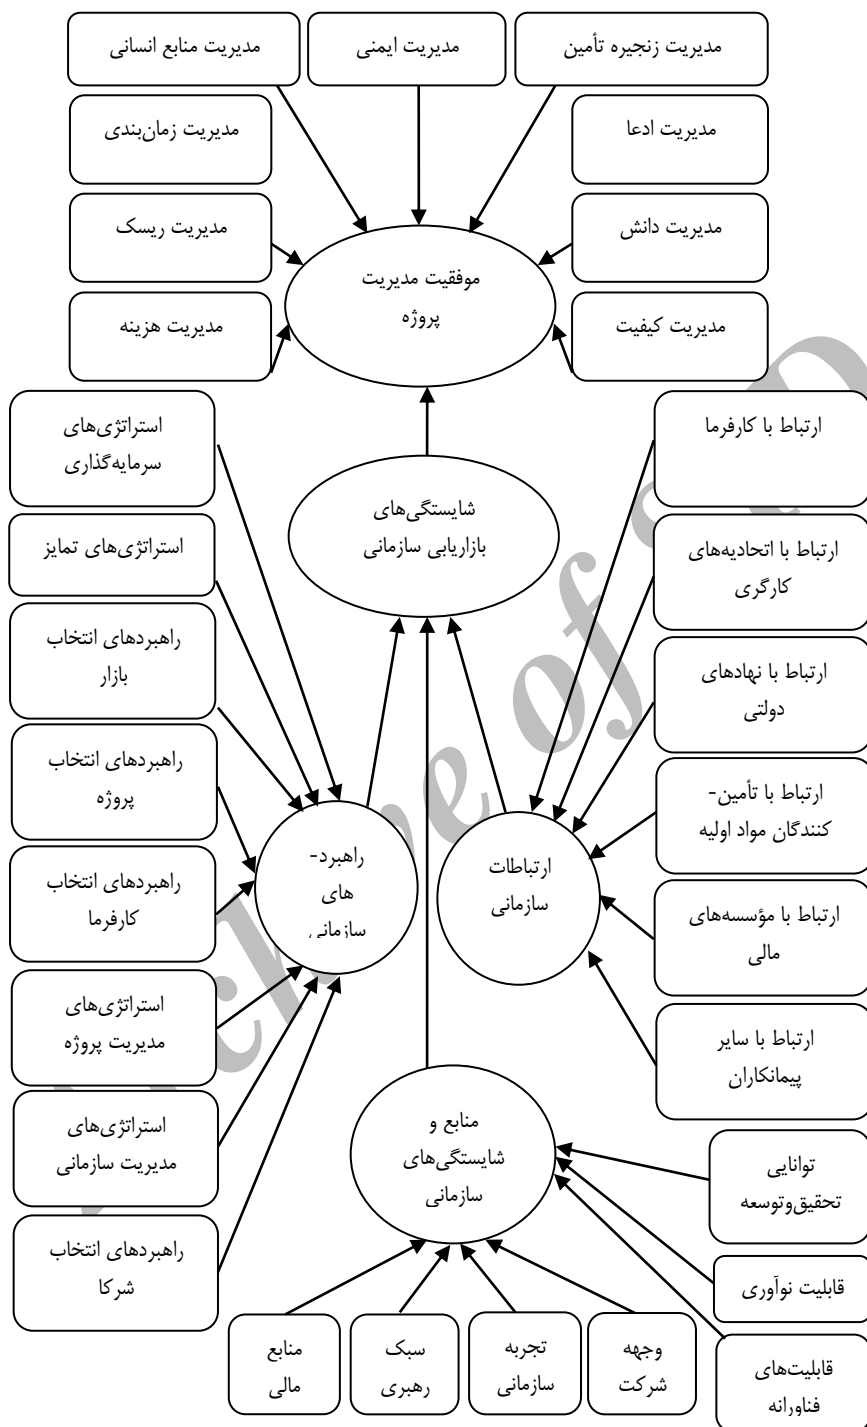 مدیریت زنجیره تأمین
مدیریت ایمنی
مدیریت منابع انسانی
مدیریت ادعا
مدیریت زمان‌بندی
مدیریت دانش
مدیریت ریسک
مدیریت کیفیت
مدیریت هزینه
موفقیت مدیریت
پروژه
ارتباط با کارفرما
ارتباط با اتحادیه‌های
کارگری
ارتباط با نهادهای
دولتی
ارتباط با تأمین-
کنندگان مواد اولیه
ارتباط با مؤسسه‌های
مالی
ارتباط با سایر
پیمانکاران
شایستگی‌های
بازاریابی سازمانی
استراتژی‌های
سرمایه‌گذاری
استراتژی‌های تمایز
راهبردهای انتخاب
بازار
راهبردهای انتخاب
پروژه
راهبردهای انتخاب
کارفرما
استراتژی‌های
مدیریت پروژه
استراتژی‌های
مدیریت سازمانی
راهبردهای انتخاب
شرکا
ارتباطات
سازمانی
راهبرد-
های
سازمانی
منابع و
شایستگی‌های
سازمانی
توانایی
تحقیق‌وتوسعه
قابلیت نوآوری
قابلیت‌های
فناورانه
وجهه
شرکت
تجربه
سازمانی
سبک
رهبری
منابع
مالی
of